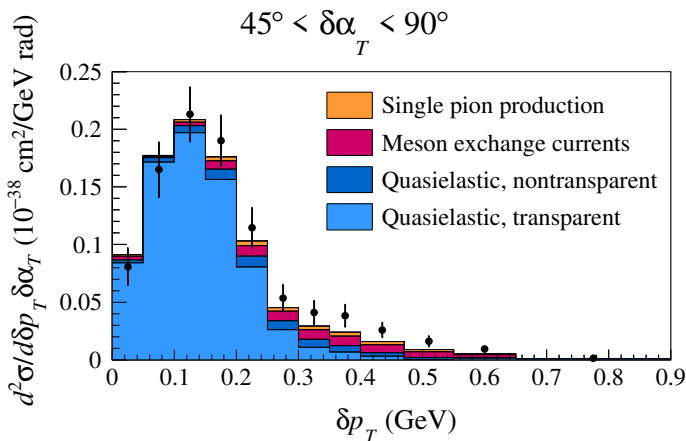 45° < δα_T < 90°
d²σ/dδp_T δα_T (10⁻³⁸ cm²/GeV rad)
0.25
0.2
0.15
0.1
0.05
0
Single pion production
Meson exchange currents
Quasielastic, nontransparent
Quasielastic, transparent
0 0.1 0.2 0.3 0.4 0.5 0.6 0.7 0.8 0.9
δp_T (GeV)